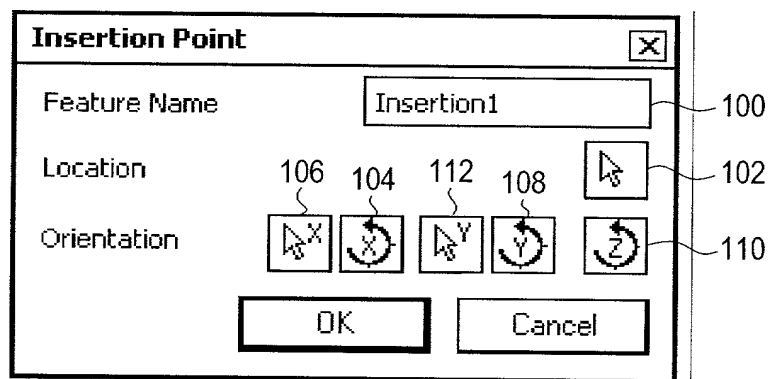 Insertion Point
Feature Name Insertion1 100
Location 102
106 104 112 108
Orientation X X Y Y Z 110
OK Cancel